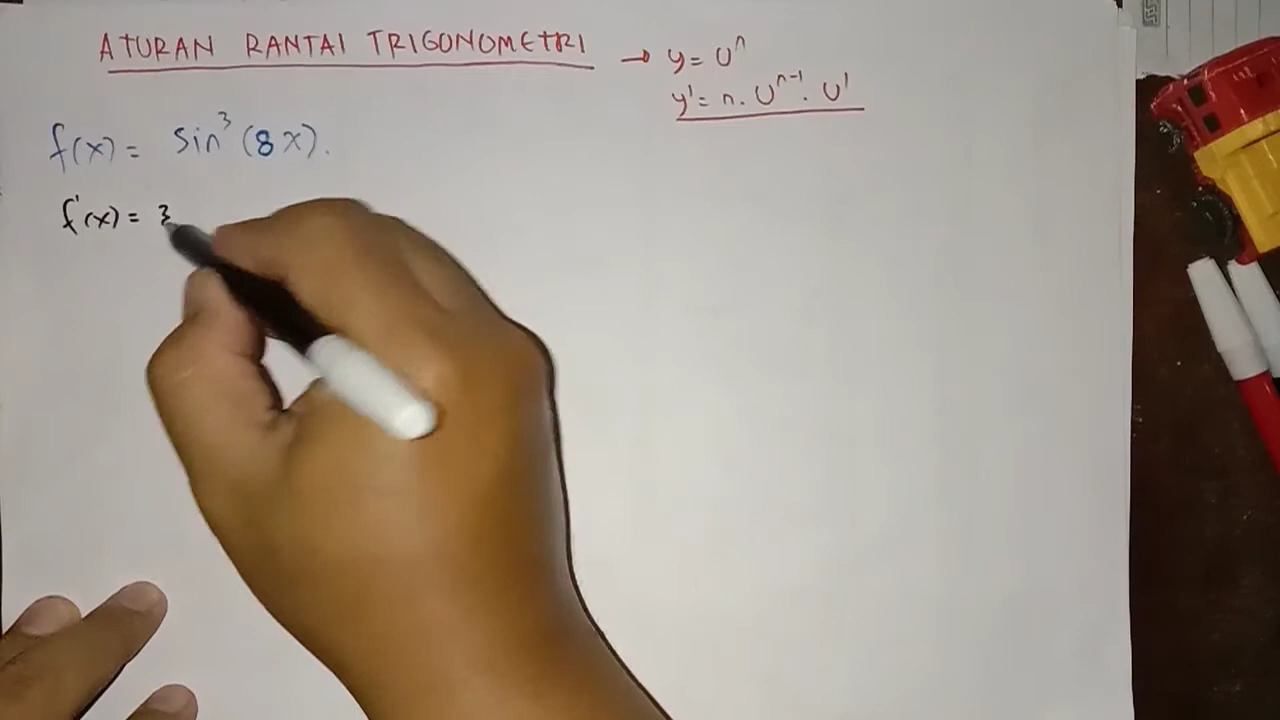 ATURAN RANTAI TRIGONOMETRI → y = U^n
y' = n . U^{n-1} . U'
f(x) = sin^3 (8x).
f'(x) = 3